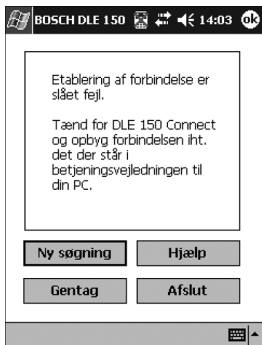 BOSCH DLE 150 14:03 ok
Etablering af forbindelse er
slået fejl.
Tænd for DLE 150 Connect
og opbyg forbindelsen iht.
det der står i
betjeningsvejledningen til
din PC.
Ny søgning Hjælp
Gentag Afslut